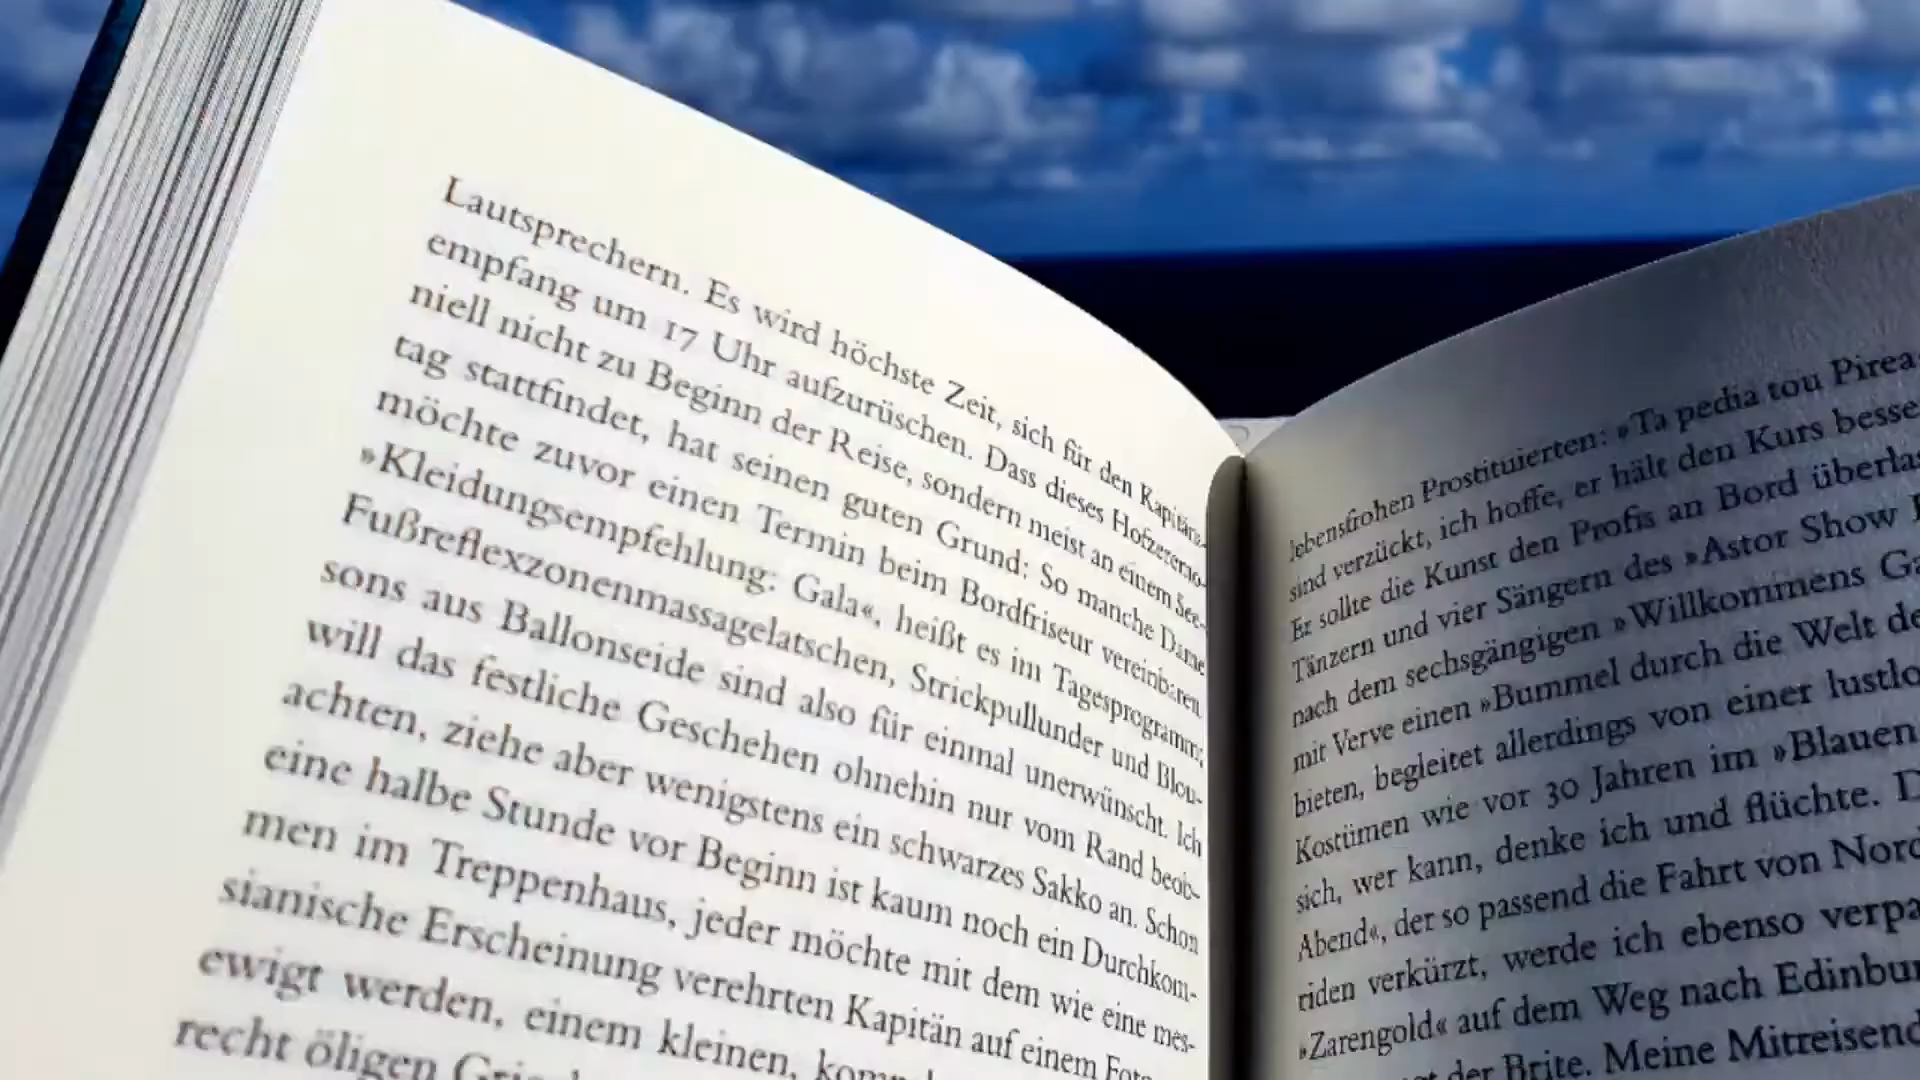 Lautsprechern. Es wird höchste Zeit, sich für den Kapitäns-
empfang um 17 Uhr aufzurüschen. Dass dieses Hofzeremo-
niell nicht zu Beginn der Reise, sondern meist an einem See-
tag stattfindet, hat seinen guten Grund: So manche Dame
möchte zuvor einen Termin beim Bordfriseur vereinbaren.
»Kleidungsempfehlung: Gala«, heißt es im Tagesprogramm;
Fußreflexzonenmassagelatschen, Strickpullunder und Blou-
sons aus Ballonseide sind also für einmal unerwünscht. Ich
will das festliche Geschehen ohnehin nur vom Rand beob-
achten, ziehe aber wenigstens ein schwarzes Sakko an. Schon
eine halbe Stunde vor Beginn ist kaum noch ein Durchkom-
men im Treppenhaus, jeder möchte mit dem wie eine mes-
sianische Erscheinung verehrten Kapitän auf einem Foto
ewigt werden, einem kleinen,
recht öligen
lebensfrohen Prostituierten: »Ta pedia tou Pirea
sind verzückt, ich hoffe, er hält den Kurs besse
Er sollte die Kunst den Profis an Bord überlas
Tänzern und vier Sängern des »Astor Show
nach dem sechsgängigen »Willkommens Ga
mit Verve einen »Bummel durch die Welt de
bieten, begleitet allerdings von einer lustlo
Kostümen wie vor 30 Jahren im »Blauen
sich, wer kann, denke ich und flüchte. D
Abend«, der so passend die Fahrt von Nord
riden verkürzt, werde ich ebenso verpa
»Zarengold« auf dem Weg nach Edinbur
der Brite. Meine Mitreisend